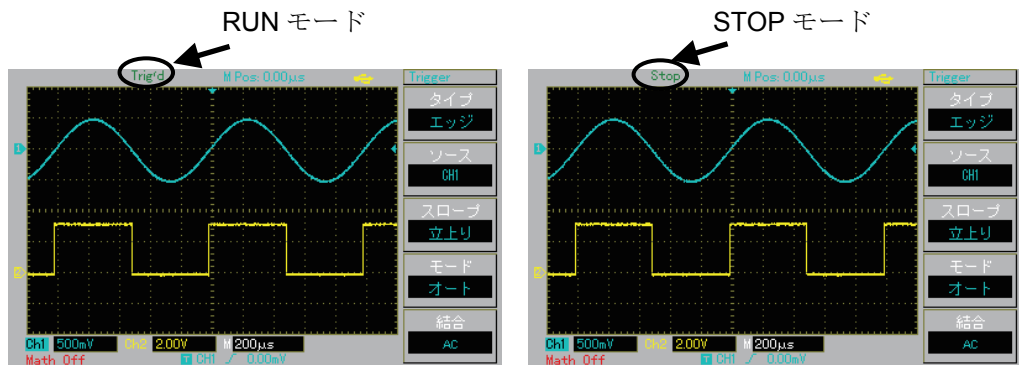 RUN モード
STOP モード
Trig'd M Pos: 0.00μs Trigger
タイプ
エッジ
ソース
CH1
スロープ
立上り
モード
オート
結合
AC
1
2
Ch1 500mV Ch2 2.00V M 200μs
Math Off T CH1 / 0.00mV
Stop M Pos: 0.00μs Trigger
タイプ
エッジ
ソース
CH1
スロープ
立上り
モード
オート
結合
AC
1
2
Ch1 500mV Ch2 2.00V M 200μs
Math Off T CH1 / 0.00mV